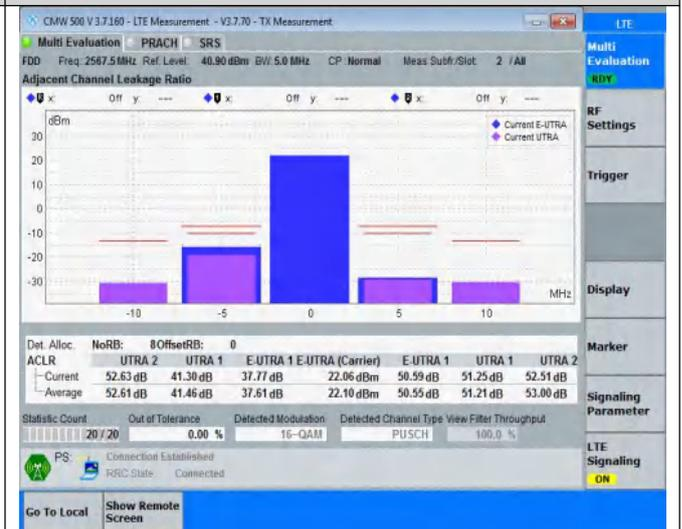 CMW 500 V 3.7.160 - LTE Measurement - V3.7.70 - TX Measurement
LTE
Multi Evaluation PRACH SRS
Multi Evaluation
RDY
FDD Freq: 2567.5 MHz Ref. Level: 40.90 dBm BW: 5.0 MHz CP: Normal Meas Subfr./Slot: 2 / All
Adjacent Channel Leakage Ratio
x: Off y: --- x: Off y: --- x: Off y: ---
dBm
Current E-UTRA
Current UTRA
30
20
10
0
-10
-20
-30
MHz
-10 -5 0 5 10
RF Settings
Trigger
Display
Marker
Signaling Parameter
LTE Signaling
ON
Det. Alloc. NoRB: 8 OffsetRB: 0
ACLR UTRA 2 UTRA 1 E-UTRA 1 E-UTRA (Carrier) E-UTRA 1 UTRA 1 UTRA 2
Current 52.63 dB 41.30 dB 37.77 dB 22.06 dBm 50.59 dB 51.25 dB 52.51 dB
Average 52.61 dB 41.46 dB 37.61 dB 22.10 dBm 50.55 dB 51.21 dB 53.00 dB
Statistic Count Out of Tolerance Detected Modulation Detected Channel Type View Filter Throughput
20 / 20 0.00 % 16-QAM PUSCH 100.0 %
PS: Connection Established
RRC State Connected
Go To Local
Show Remote Screen